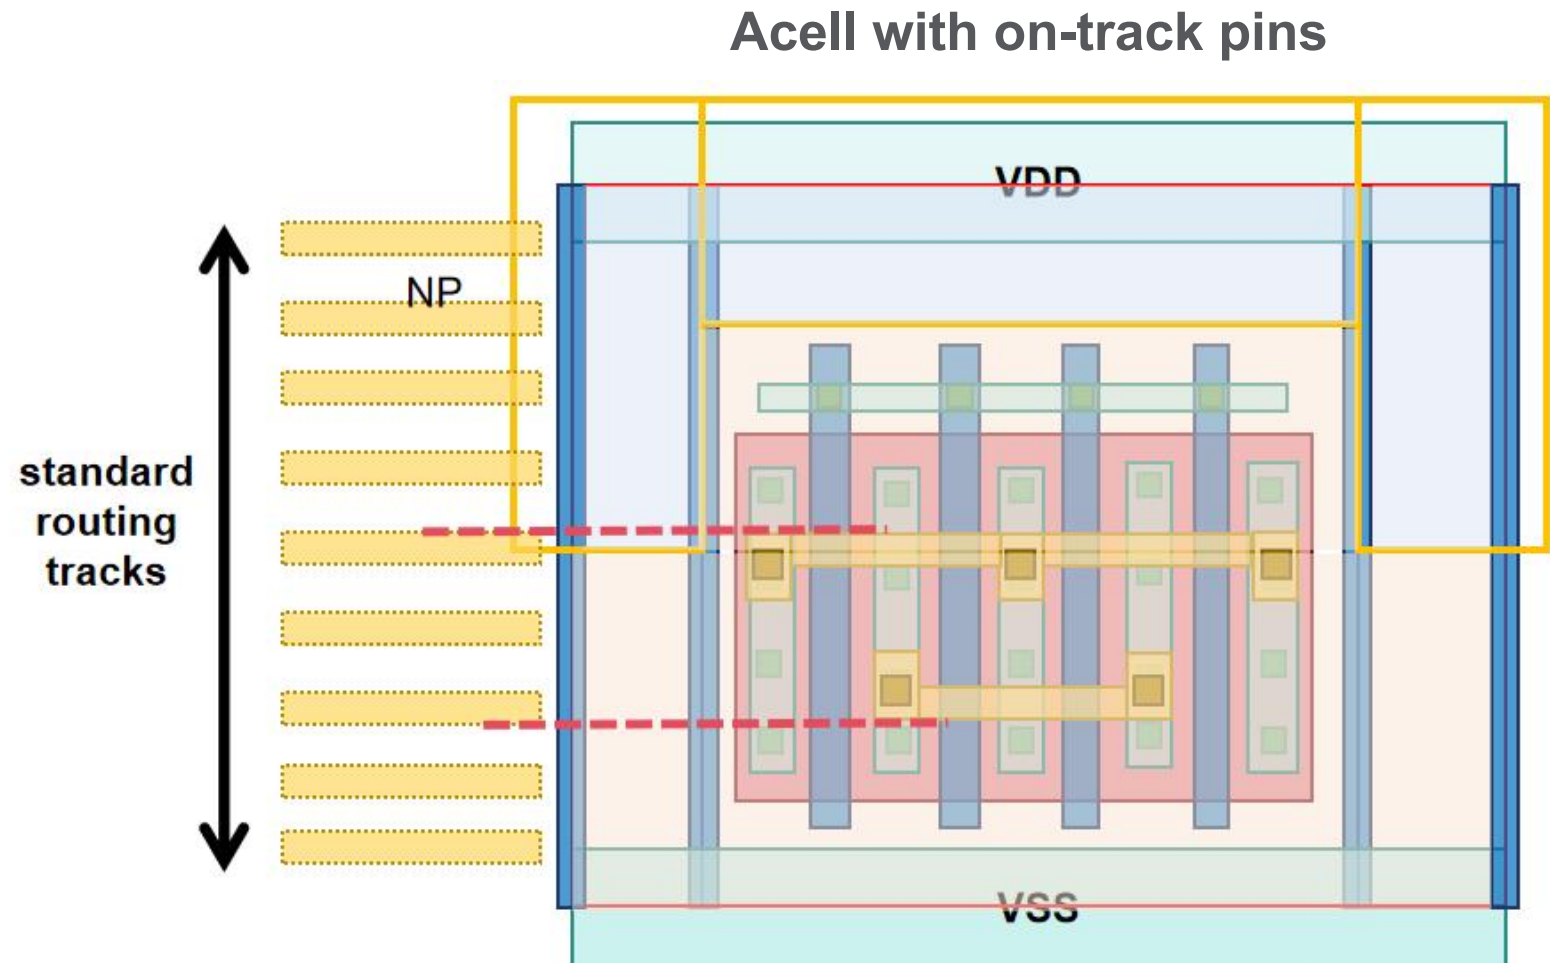 Acell with on-track pins
VDD
NP
standard
routing
tracks
VSS